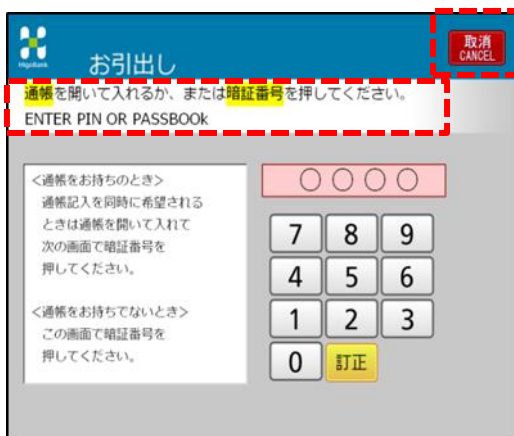 HigoBank
お引出し
取消
CANCEL
通帳を開いて入れるか、または暗証番号を押してください。
ENTER PIN OR PASSBOOk
<通帳をお持ちのとき>
通帳記入を同時に希望される
ときは通帳を開いて入れて
次の画面で暗証番号を
押してください。
<通帳をお持ちでないとき>
この画面で暗証番号を
押してください。
○○○○
7 8 9
4 5 6
1 2 3
0 訂正